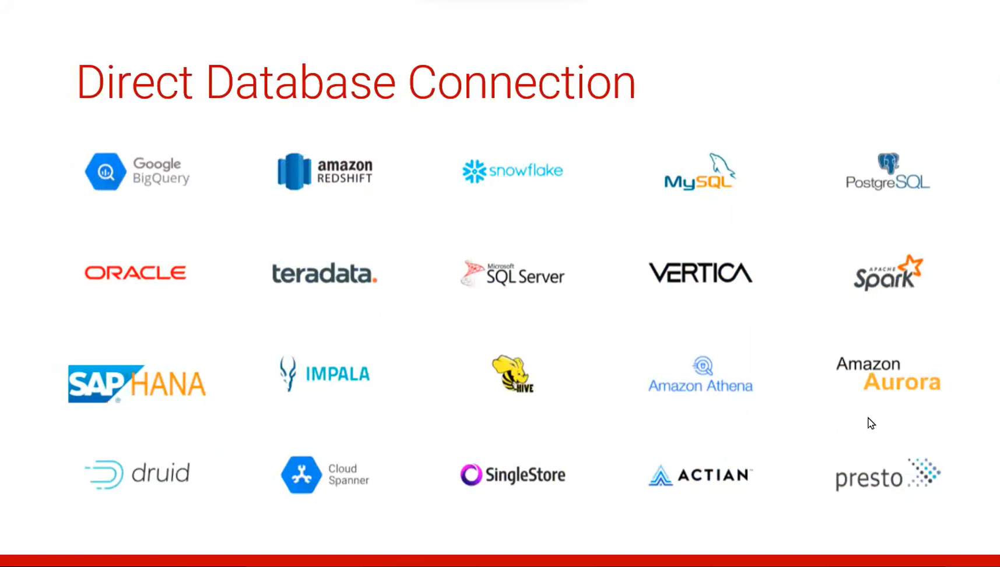 Direct Database Connection
Google
BigQuery
amazon
REDSHIFT
snowflake
MySQL
PostgreSQL
ORACLE
teradata.
Microsoft
SQL Server
VERTICA
APACHE
Spark
SAP HANA
IMPALA
HIVE
Amazon Athena
Amazon
Aurora
druid
Cloud
Spanner
SingleStore
ACTIAN™
presto